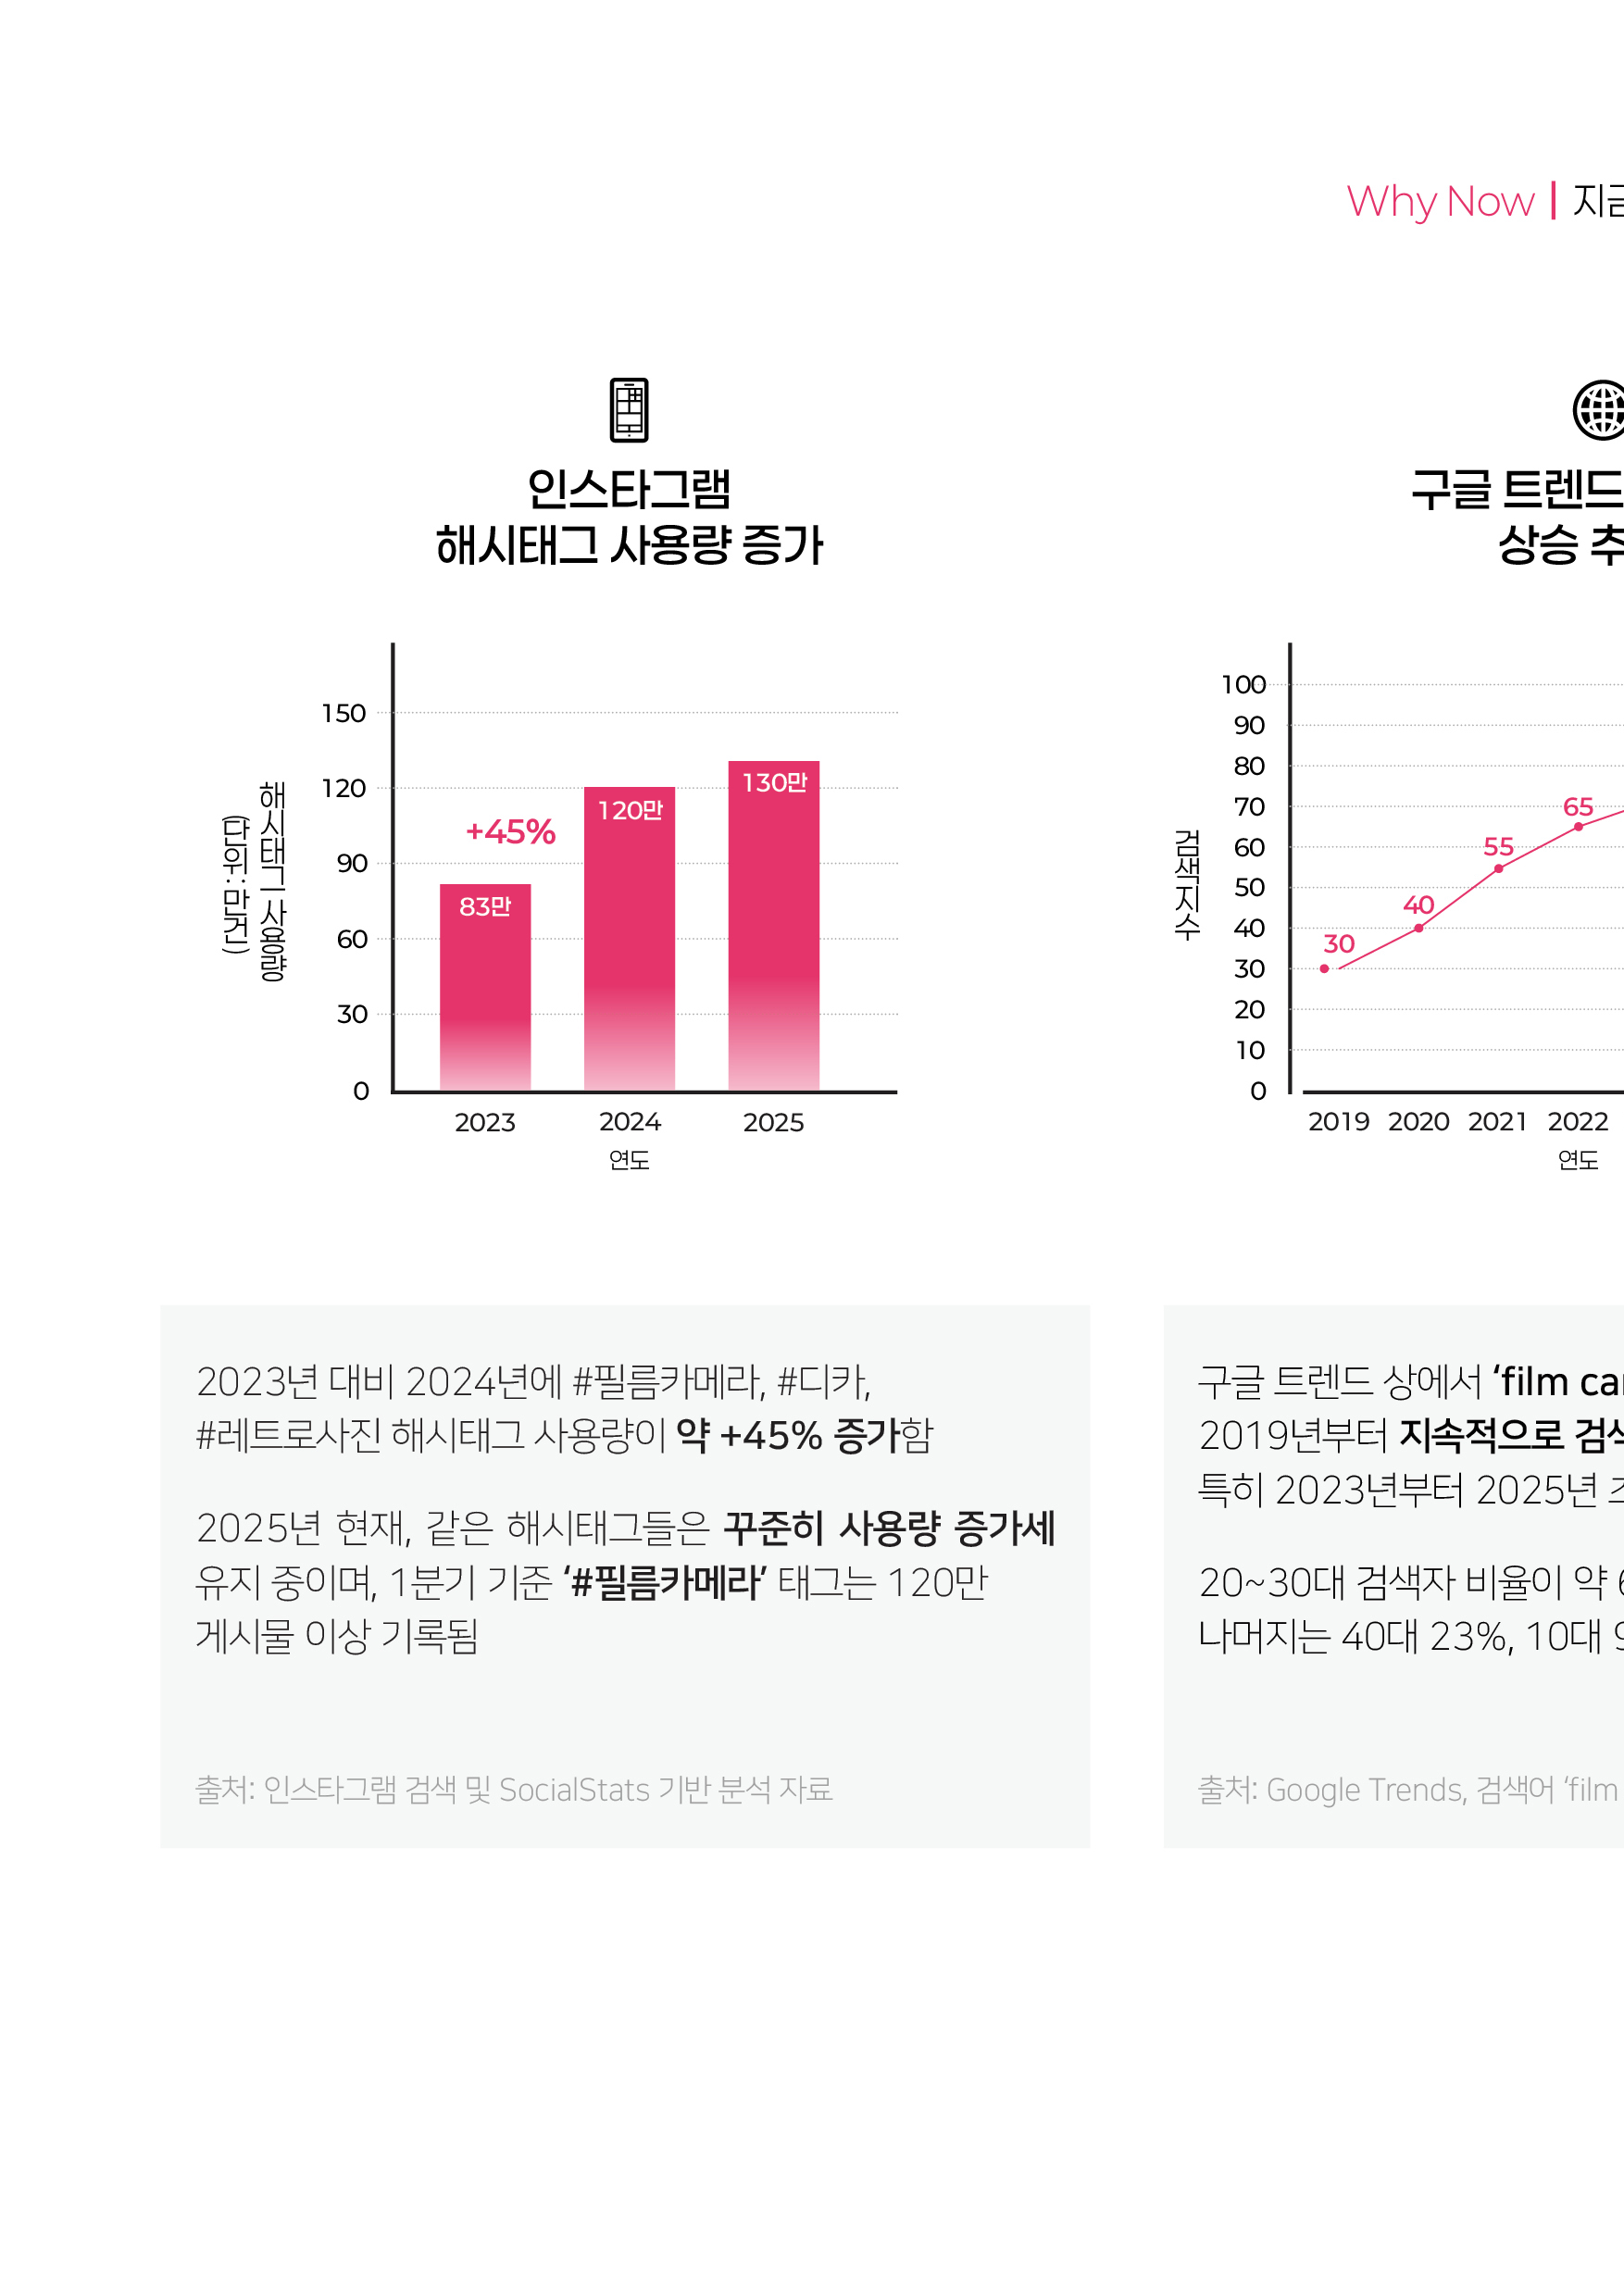 Why Now | 지금
인스타그램
해시태그 사용량 증가
해시태그 사용량
(단위:만건)
150
120
90
60
30
0
+45%
83만
120만
130만
2023
2024
2025
연도
2023년 대비 2024년에 #필름카메라, #디카,
#레트로사진 해시태그 사용량이 약 +45% 증가함
2025년 현재, 같은 해시태그들은 꾸준히 사용량 증가세
유지 중이며, 1분기 기준 ‘#필름카메라’ 태그는 120만
게시물 이상 기록됨
출처: 인스타그램 검색 및 SocialStats 기반 분석 자료
구글 트렌드
상승
검색지수
100
90
80
70
60
50
40
30
20
10
0
30
40
55
65
2019 2020 2021 2022
연도
구글 트렌드 상에서 ‘film
2019년부터 지속적으로
특히 2023년부터 2025년
20~30대 검색자 비율이 약
나머지는 40대 23%, 10대
출처: Google Trends, 검색어 ‘film